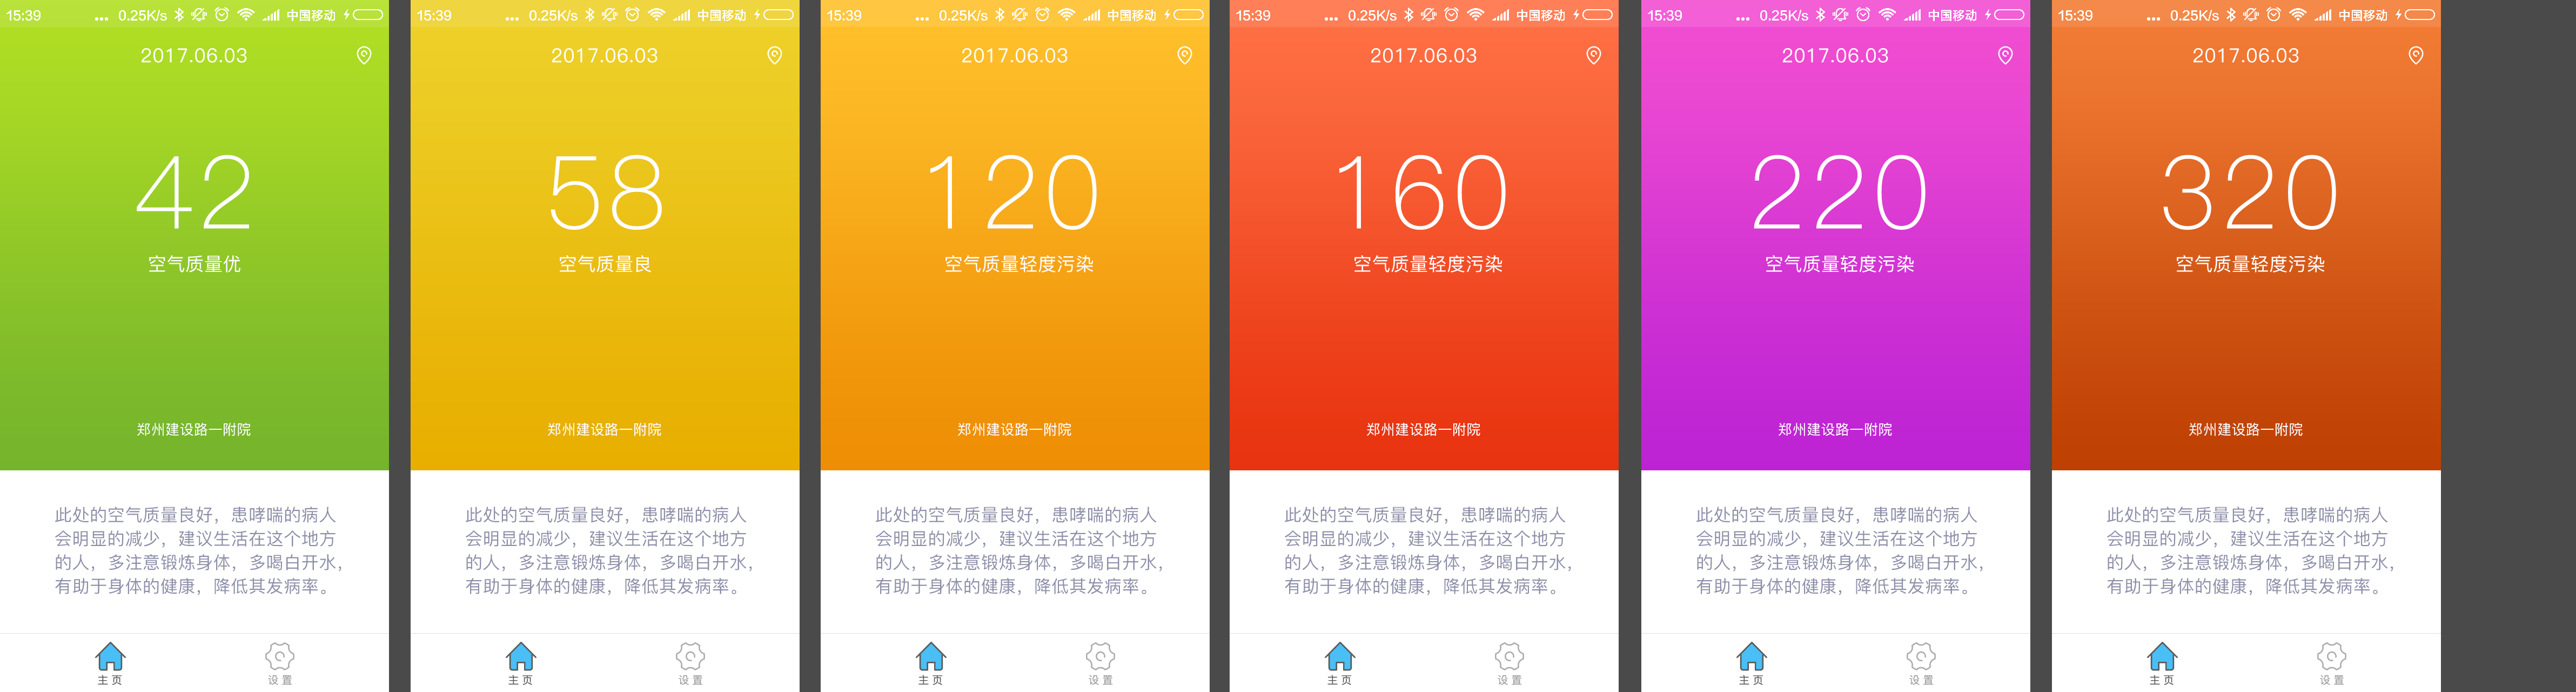 15:39 ... 0.25K/s 中国移动
2017.06.03
42
空气质量优
郑州建设路一附院
此处的空气质量良好，患哮喘的病人
会明显的减少，建议生活在这个地方
的人，多注意锻炼身体，多喝白开水，
有助于身体的健康，降低其发病率。
主页 设置
15:39 ... 0.25K/s 中国移动
2017.06.03
58
空气质量良
郑州建设路一附院
此处的空气质量良好，患哮喘的病人
会明显的减少，建议生活在这个地方
的人，多注意锻炼身体，多喝白开水，
有助于身体的健康，降低其发病率。
主页 设置
15:39 ... 0.25K/s 中国移动
2017.06.03
120
空气质量轻度污染
郑州建设路一附院
此处的空气质量良好，患哮喘的病人
会明显的减少，建议生活在这个地方
的人，多注意锻炼身体，多喝白开水，
有助于身体的健康，降低其发病率。
主页 设置
15:39 ... 0.25K/s 中国移动
2017.06.03
160
空气质量轻度污染
郑州建设路一附院
此处的空气质量良好，患哮喘的病人
会明显的减少，建议生活在这个地方
的人，多注意锻炼身体，多喝白开水，
有助于身体的健康，降低其发病率。
主页 设置
15:39 ... 0.25K/s 中国移动
2017.06.03
220
空气质量轻度污染
郑州建设路一附院
此处的空气质量良好，患哮喘的病人
会明显的减少，建议生活在这个地方
的人，多注意锻炼身体，多喝白开水，
有助于身体的健康，降低其发病率。
主页 设置
15:39 ... 0.25K/s 中国移动
2017.06.03
320
空气质量轻度污染
郑州建设路一附院
此处的空气质量良好，患哮喘的病人
会明显的减少，建议生活在这个地方
的人，多注意锻炼身体，多喝白开水，
有助于身体的健康，降低其发病率。
主页 设置